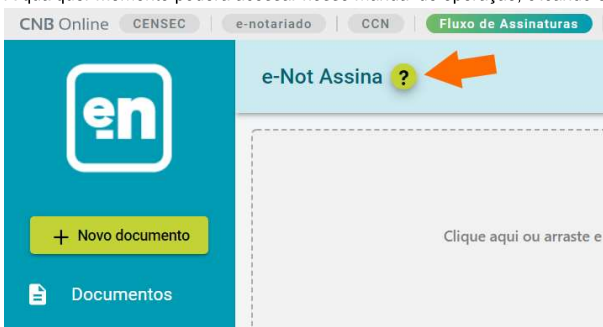 CNB Online CENSEC e-notariado CCN Fluxo de Assinaturas
en
e-Not Assina ?
+ Novo documento
Clique aqui ou arraste e
Documentos